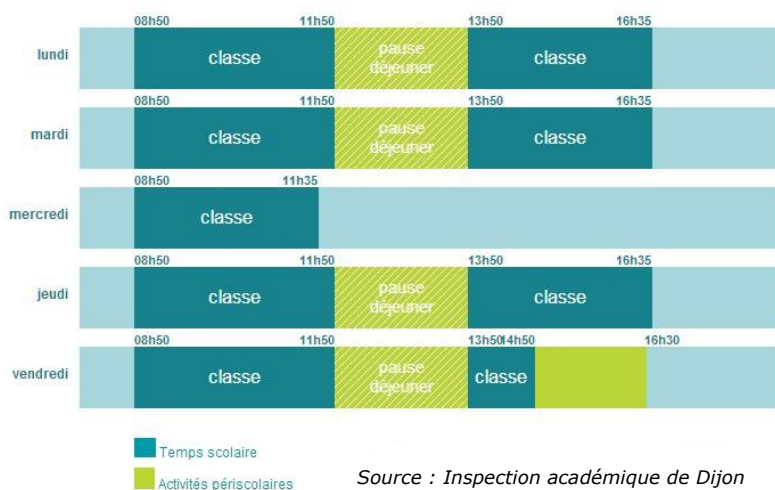 08h50 11h50 13h50 16h35
lundi classe pause déjeuner classe
08h50 11h50 13h50 16h35
mardi classe pause déjeuner classe
08h50 11h35
mercredi classe
08h50 11h50 13h50 16h35
jeudi classe pause déjeuner classe
08h50 11h50 13h50 14h50 16h30
vendredi classe pause déjeuner classe
Temps scolaire
Activités périscolaires
Source : Inspection académique de Dijon